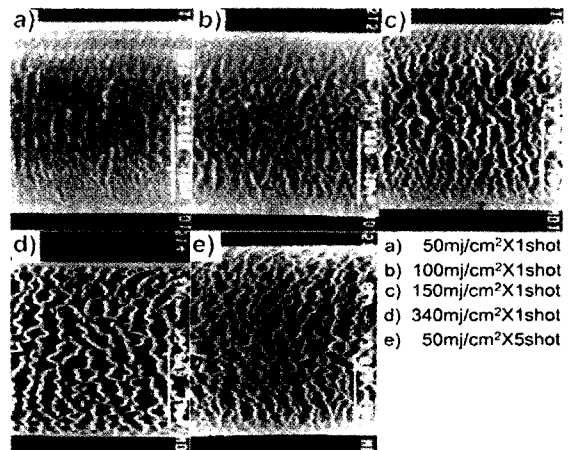 a)
b)
c)
d)
e)
a) 50mj/cm²X1shot
b) 100mj/cm²X1shot
c) 150mj/cm²X1shot
d) 340mj/cm²X1shot
e) 50mj/cm²X5shot